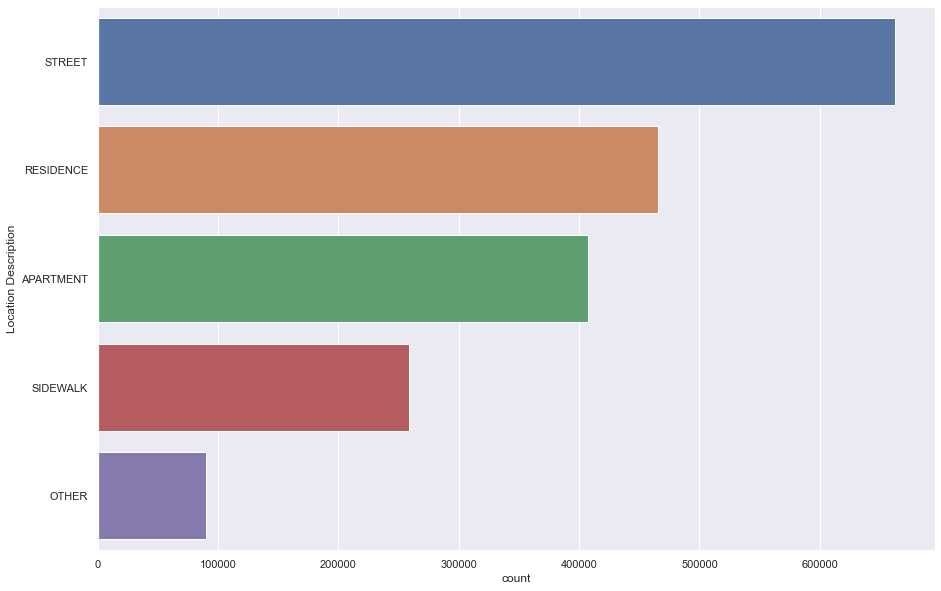 Location Description
STREET
RESIDENCE
APARTMENT
SIDEWALK
OTHER
0 100000 200000 300000 400000 500000 600000
count